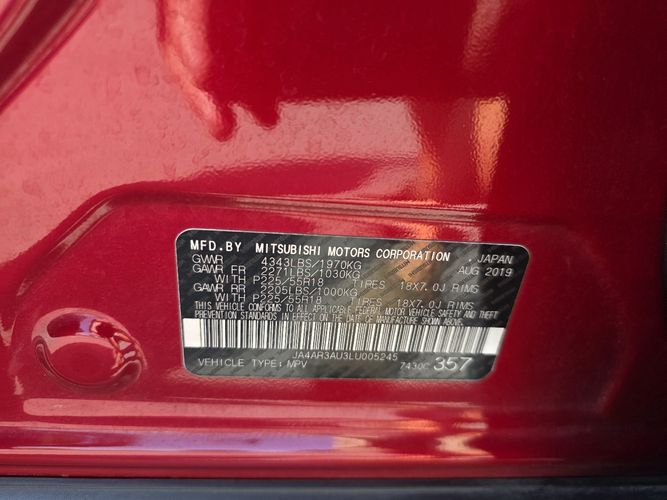 MFD.BY MITSUBISHI MOTORS CORPORATION. JAPAN
GVWR 4343LBS/1970KG AUG 2019
GAWR FR 2271LBS/1030KG
WITH P225/55R18 TIRES 18X7.0J RIMS
GAWR RR 2205LBS/1000KG
WITH P225/55R18 TIRES 18X7.0J RIMS
THIS VEHICLE CONFORMS TO ALL APPLICABLE FEDERAL MOTOR VEHICLE SAFETY AND THEFT
PREVENTION STANDARDS IN EFFECT ON THE DATE OF MANUFACTURE SHOWN ABOVE.
JA4AR3AU3LU005245
VEHICLE TYPE: MPV 7430C 357